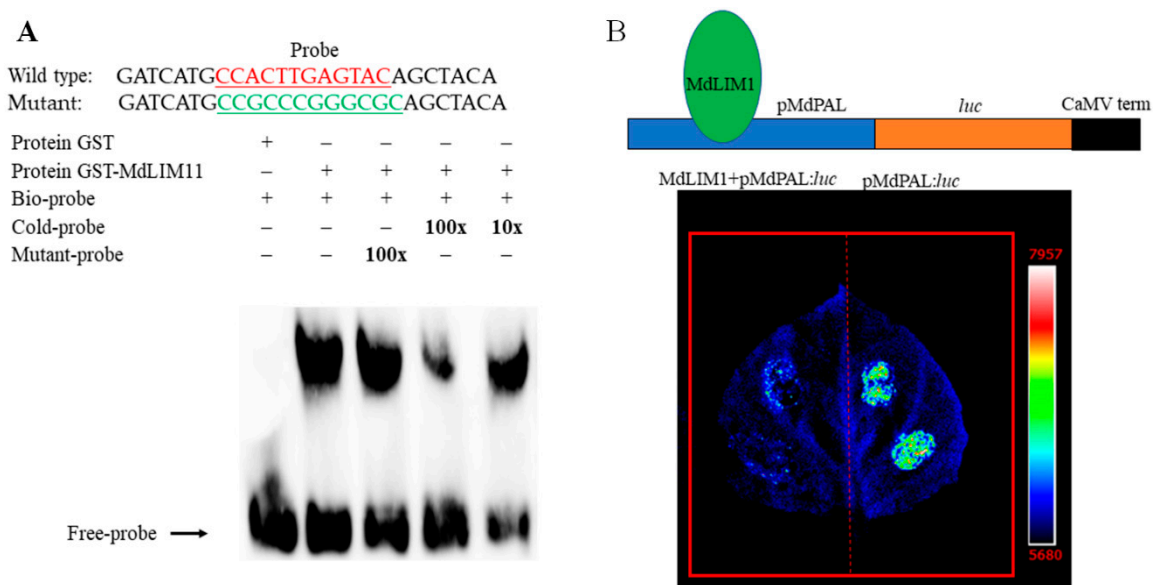 A
Probe
Wild type: GATCATGCCACTTGAGTACAGCTACA
Mutant: GATCATGCCGCCCGGGCGCAGCTACA
Protein GST + – – – –
Protein GST-MdLIM11 – + + + +
Bio-probe + + + + +
Cold-probe – – – 100x 10x
Mutant-probe – – 100x – –
Free-probe
B
MdLIM1
pMdPAL luc CaMV term
MdLIM1+pMdPAL:luc pMdPAL:luc
7957
5680